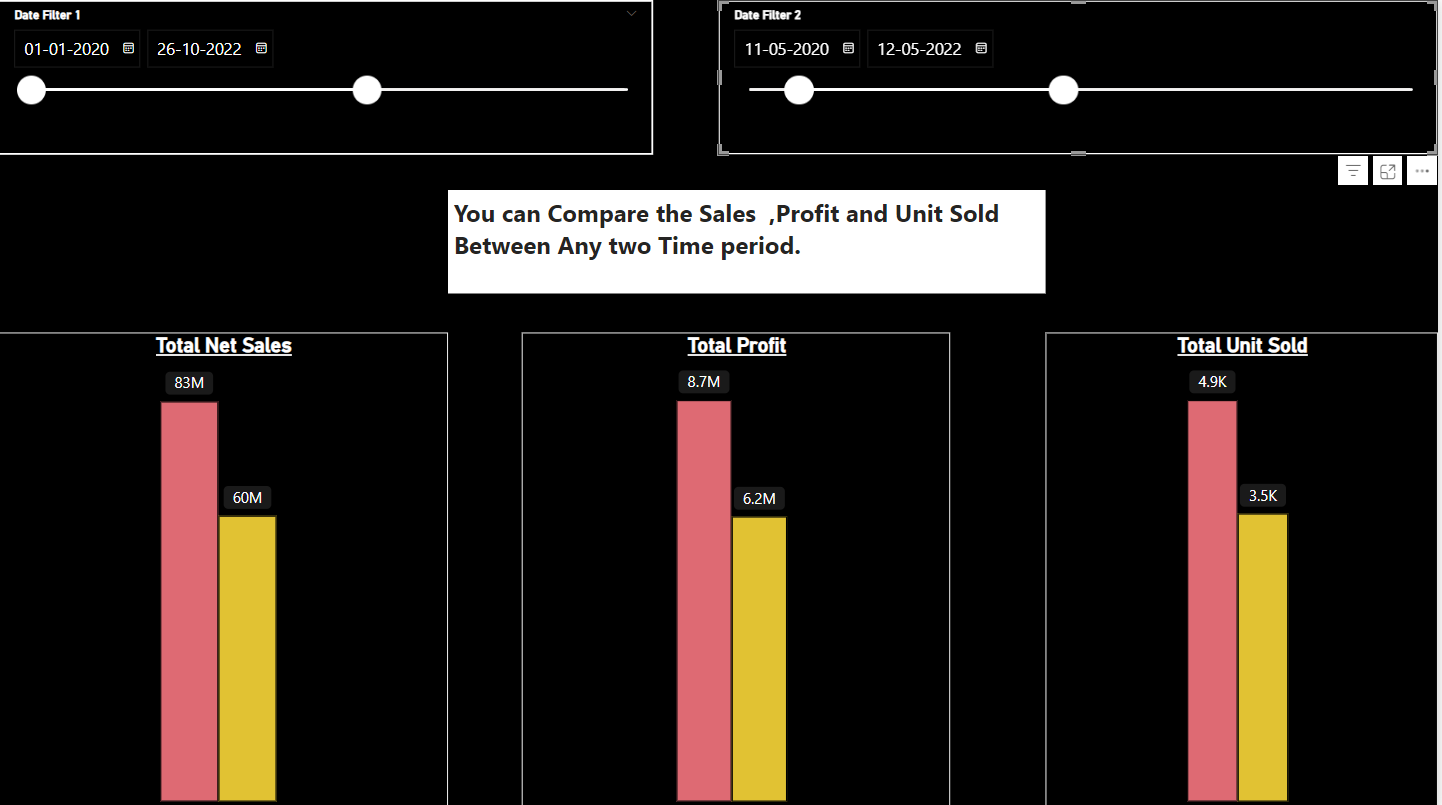 Date Filter 1
01-01-2020 26-10-2022
Date Filter 2
11-05-2020 12-05-2022
You can Compare the Sales ,Profit and Unit Sold
Between Any two Time period.
Total Net Sales
83M
60M
Total Profit
8.7M
6.2M
Total Unit Sold
4.9K
3.5K